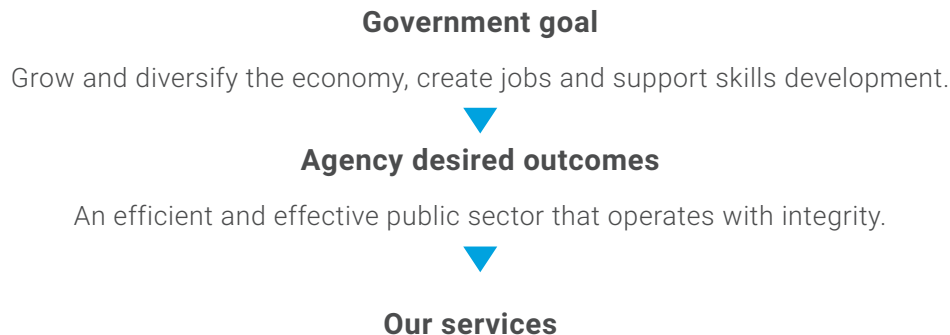 Government goal
Grow and diversify the economy, create jobs and support skills development.
Agency desired outcomes
An efficient and effective public sector that operates with integrity.
Our services